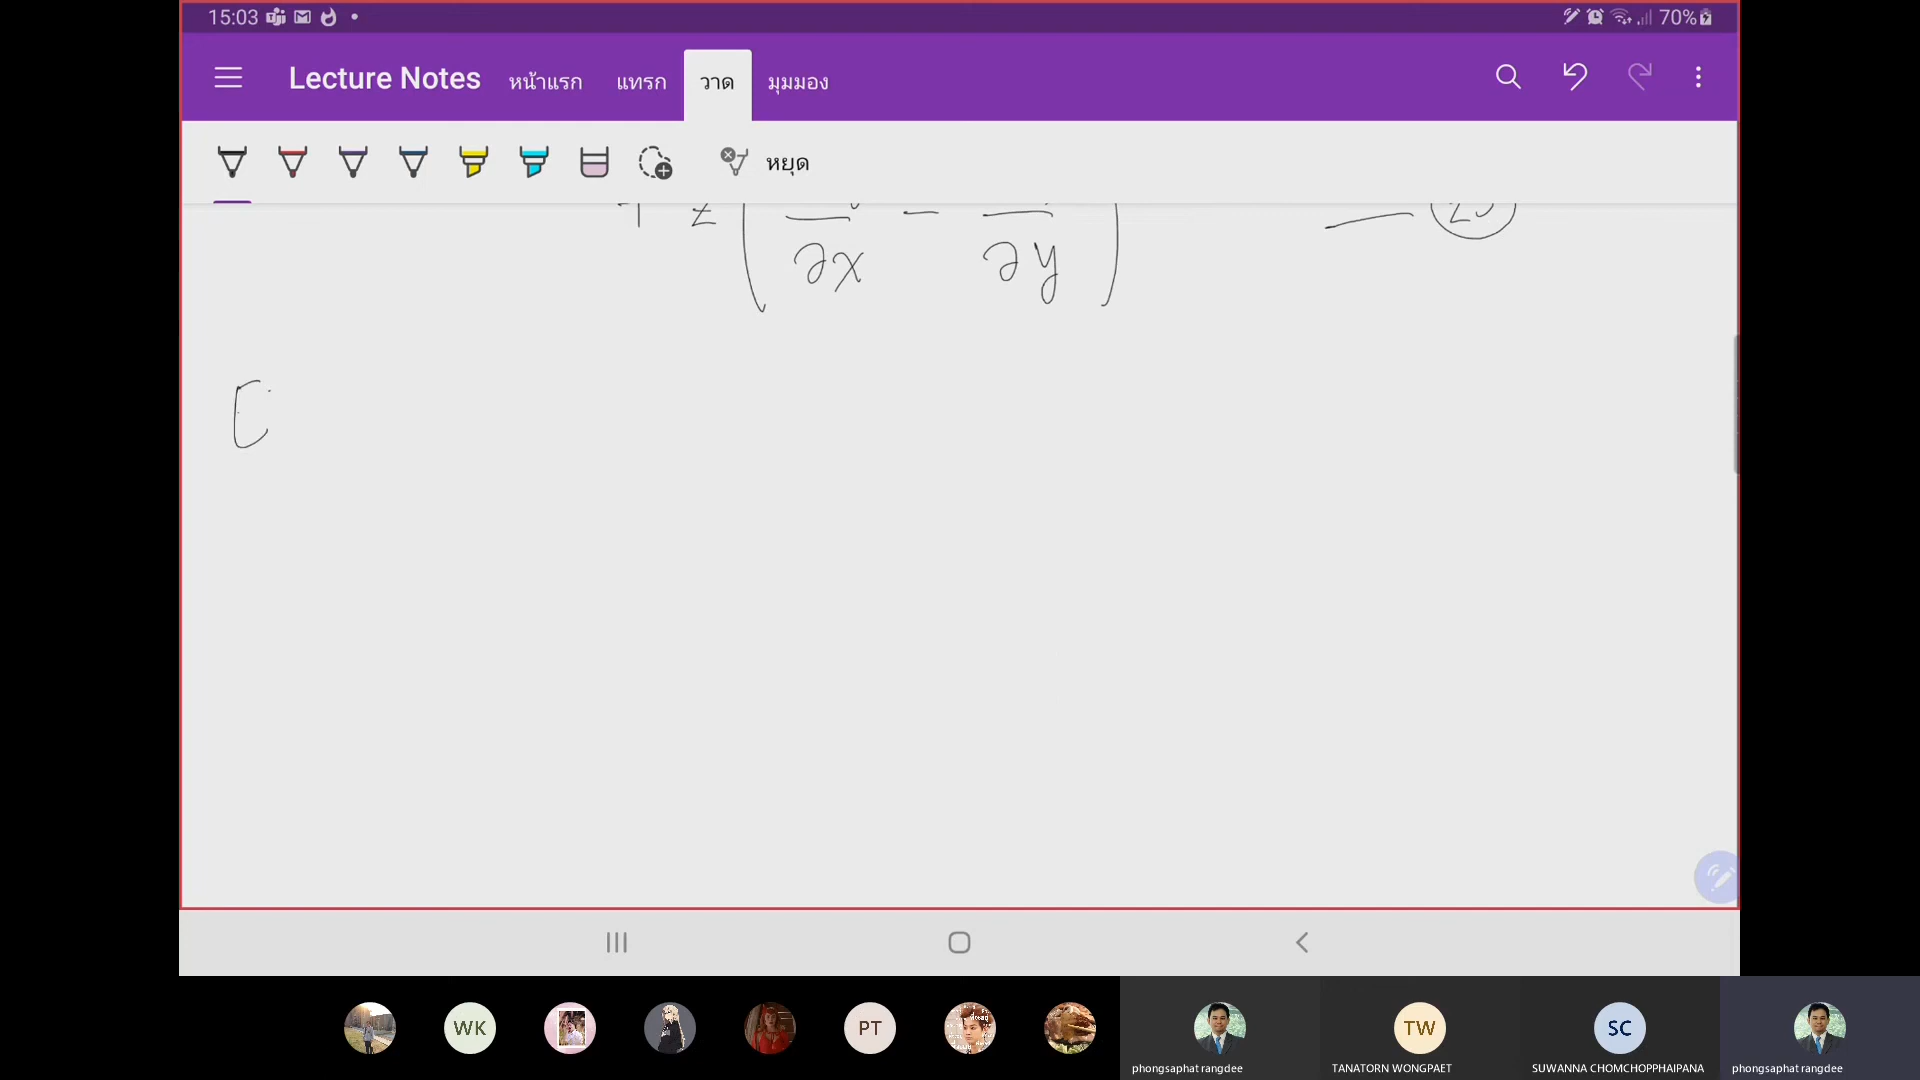 15:03 70%
Lecture Notes หน้าแรก แทรก วาด มุมมอง
หยุด
+ z ( ∂x − ∂y )
WK PT TW SC
phongsaphat rangdee TANATORN WONGPAET SUWANNA CHOMCHOPPHAIPANA phongsaphat rangdee